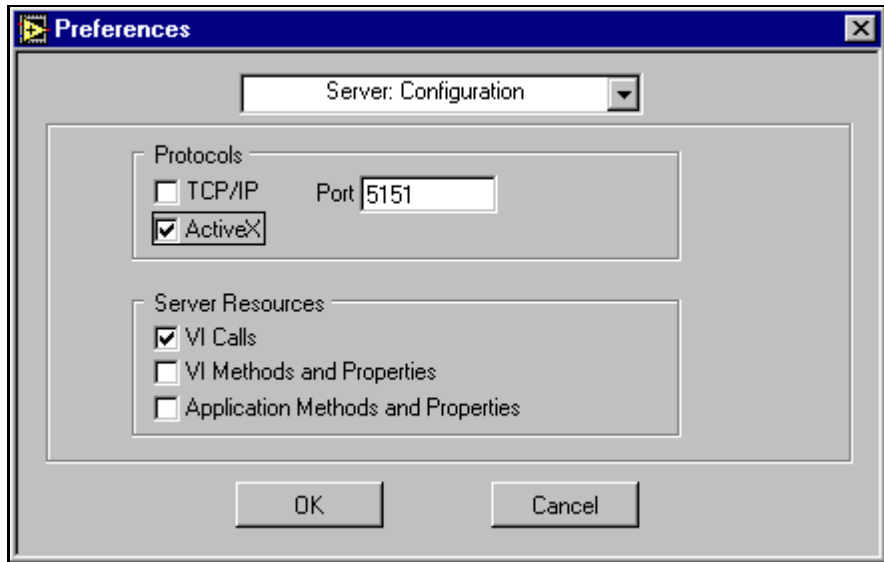 Preferences
Server: Configuration
Protocols
TCP/IP Port 5151
ActiveX
Server Resources
VI Calls
VI Methods and Properties
Application Methods and Properties
OK Cancel